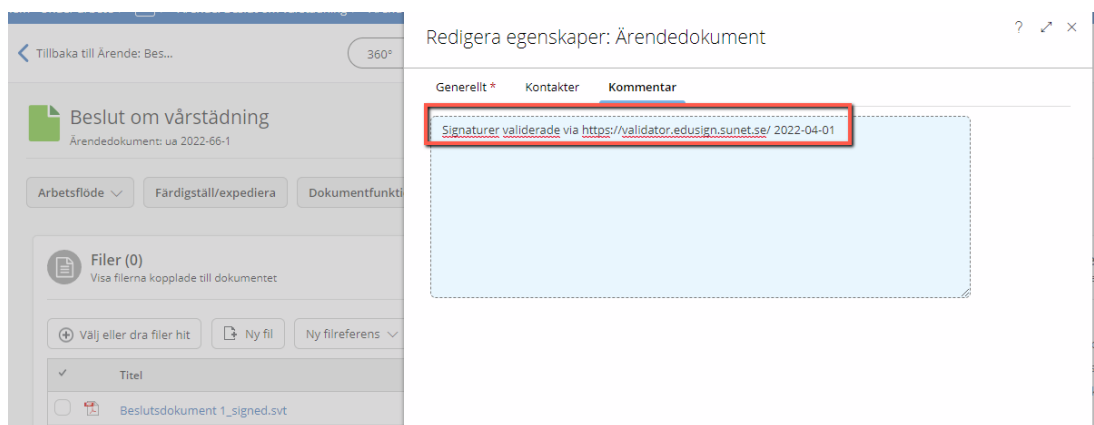 Tillbaka till Ärende: Bes...
360°
Beslut om vårstädning
Ärendedokument: ua 2022-66-1
Arbetsflöde
Färdigställ/expediera
Dokumentfunkti
Filer (0)
Visa filerna kopplade till dokumentet
Välj eller dra filer hit
Ny fil
Ny filreferens
Titel
Beslutsdokument 1_signed.svt
Redigera egenskaper: Ärendedokument
?
Generellt *
Kontakter
Kommentar
Signaturer validerade via https://validator.edusign.sunet.se/ 2022-04-01